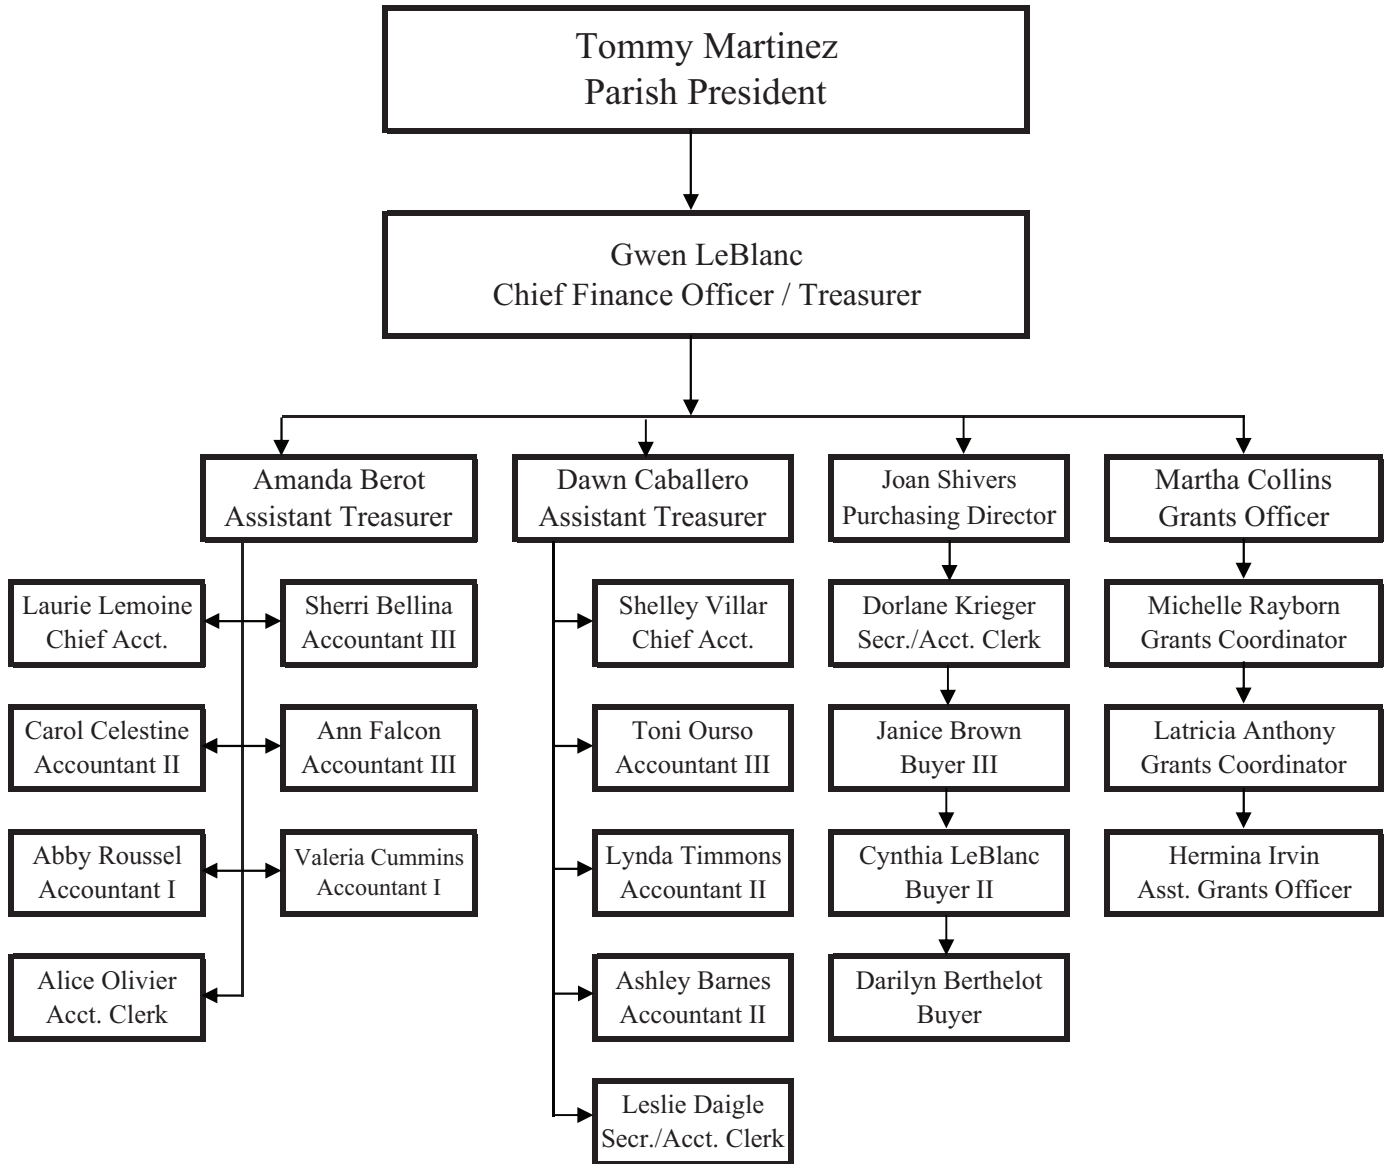 Tommy Martinez
Parish President
Gwen LeBlanc
Chief Finance Officer / Treasurer
Amanda Berot
Assistant Treasurer
Dawn Caballero
Assistant Treasurer
Joan Shivers
Purchasing Director
Martha Collins
Grants Officer
Laurie Lemoine
Chief Acct.
Sherri Bellina
Accountant III
Shelley Villar
Chief Acct.
Dorlane Krieger
Secr./Acct. Clerk
Michelle Rayborn
Grants Coordinator
Carol Celestine
Accountant II
Ann Falcon
Accountant III
Toni Ourso
Accountant III
Janice Brown
Buyer III
Latricia Anthony
Grants Coordinator
Abby Roussel
Accountant I
Valeria Cummins
Accountant I
Lynda Timmons
Accountant II
Cynthia LeBlanc
Buyer II
Hermina Irvin
Asst. Grants Officer
Alice Olivier
Acct. Clerk
Ashley Barnes
Accountant II
Darilyn Berthelot
Buyer
Leslie Daigle
Secr./Acct. Clerk